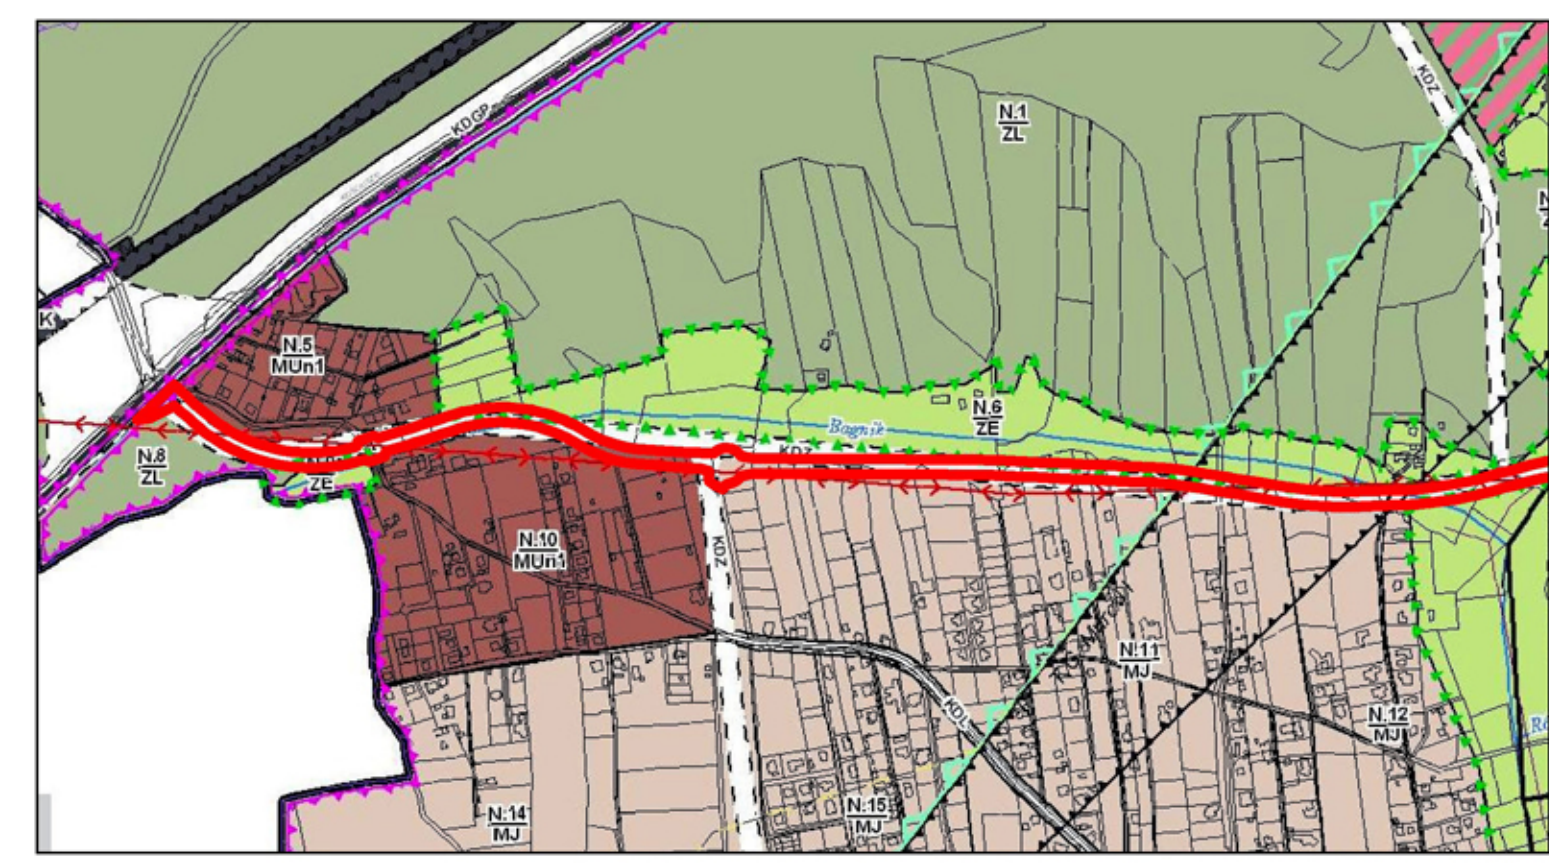 KDZ
KDGP
N.1
ZL
K
N.5
MUn1
N.6
ZE
Bagnik
KDZ
N.8
ZL
ZE
N.10
MUn1
KDZ
N.11
MJ
KDL
N.12
MJ
N.14
MJ
N.15
MJ